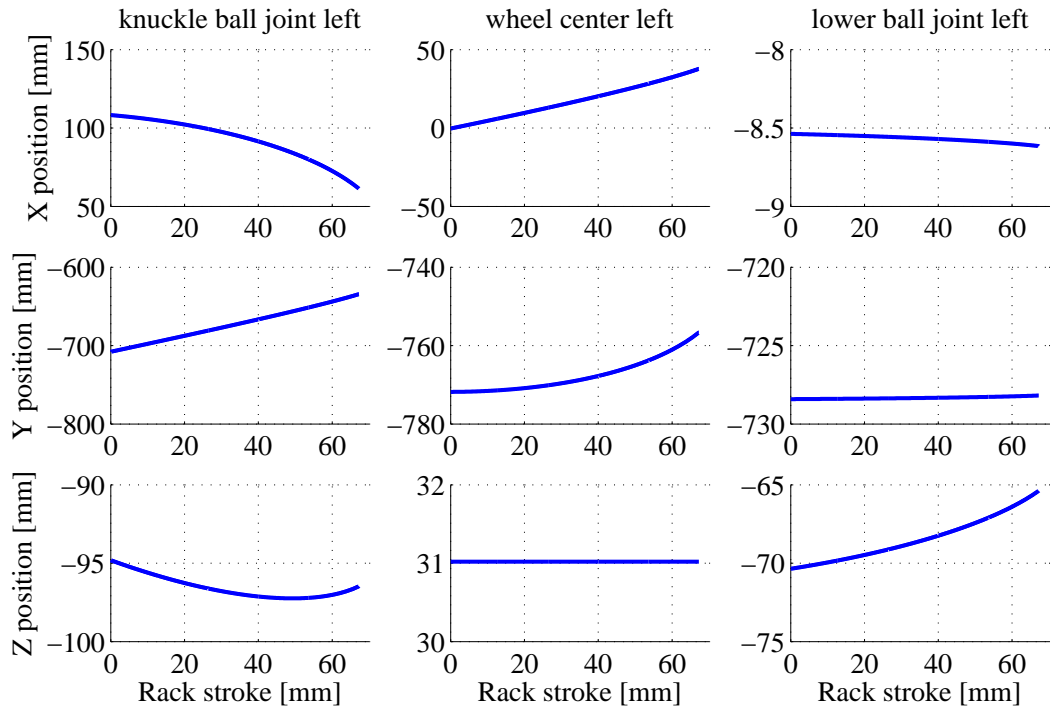 knuckle ball joint left wheel center left lower ball joint left
X position [mm]
150 50 −8
100 0 −8.5
50 −50 −9
0 20 40 60 0 20 40 60 0 20 40 60
Y position [mm]
−600 −740 −720
−700 −760 −725
−800 −780 −730
0 20 40 60 0 20 40 60 0 20 40 60
Z position [mm]
−90 32 −65
−95 31 −70
−100 30 −75
0 20 40 60 0 20 40 60 0 20 40 60
Rack stroke [mm] Rack stroke [mm] Rack stroke [mm]